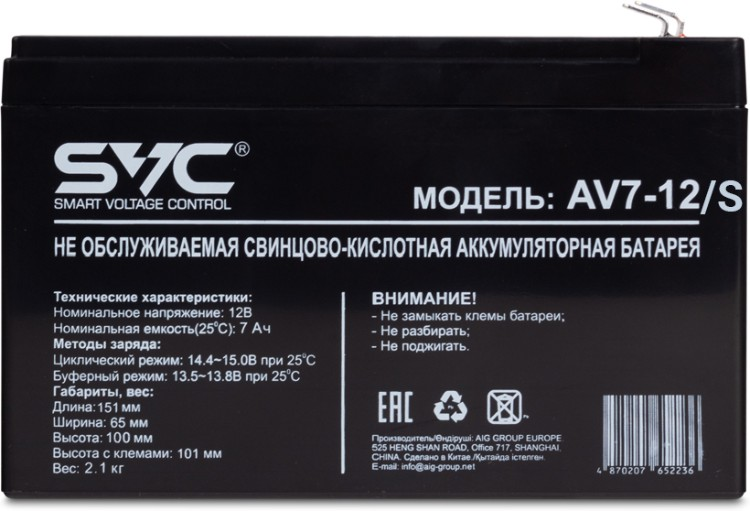 SVC®
SMART VOLTAGE CONTROL
МОДЕЛЬ: AV7-12/S
НЕ ОБСЛУЖИВАЕМАЯ СВИНЦОВО-КИСЛОТНАЯ АККУМУЛЯТОРНАЯ БАТАРЕЯ
Технические характеристики:
Номинальное напряжение: 12В
Номинальная емкость(25°С): 7 Ач
Методы заряда:
Циклический режим: 14.4~15.0В при 25°С
Буферный режим: 13.5~13.8В при 25°С
Габариты, вес:
Длина: 151 мм
Ширина: 65 мм
Высота: 100 мм
Высота с клеммами: 101 мм
Вес: 2.1 кг
ВНИМАНИЕ!
- Не замыкать клемы батареи;
- Не разбирать;
- Не поджигать.
EAC
Pb
Производитель/Өндіруші: AIG GROUP EUROPE.
525 HENG SHAN ROAD, Office 717, SHANGHAI,
CHINA. Сделано в Китае./Қытайда істелген.
E-mail: info@aig-group.net
4 870207 652236